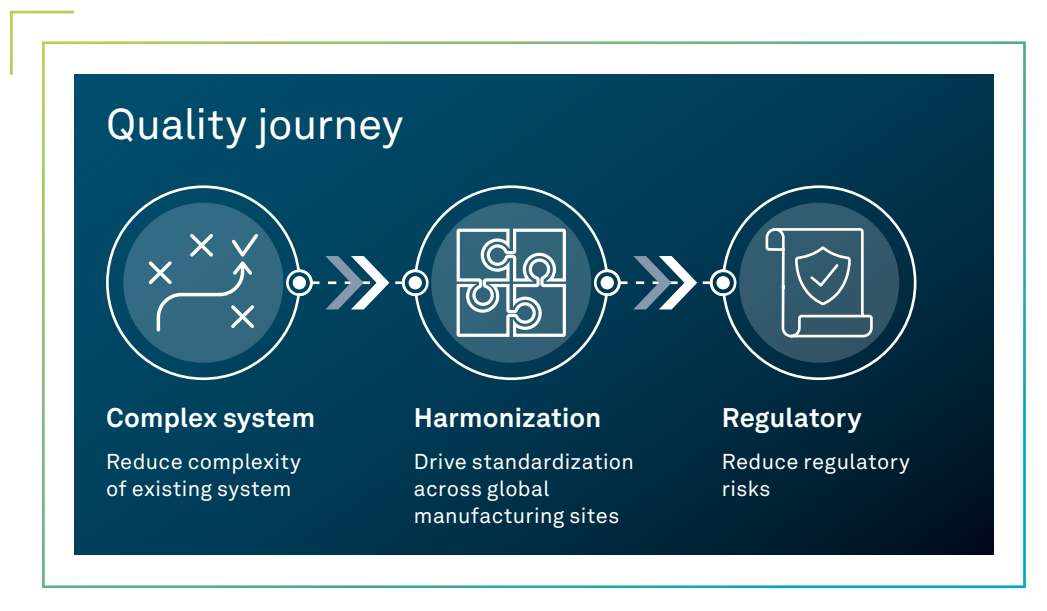 Quality journey
Complex system
Reduce complexity
of existing system
Harmonization
Drive standardization
across global
manufacturing sites
Regulatory
Reduce regulatory
risks